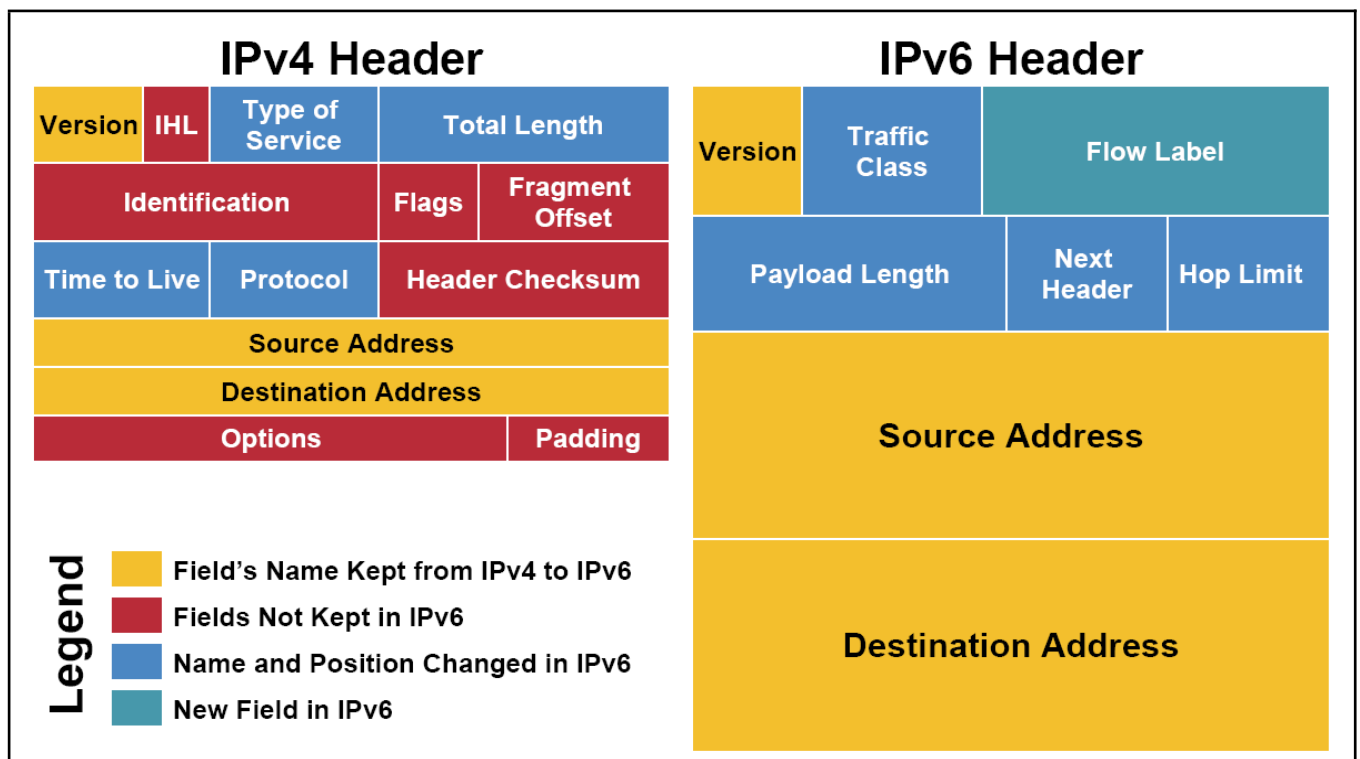 IPv4 Header
Version IHL Type of
Service Total Length
Identification Flags Fragment
Offset
Time to Live Protocol Header Checksum
Source Address
Destination Address
Options Padding
Legend
Field's Name Kept from IPv4 to IPv6
Fields Not Kept in IPv6
Name and Position Changed in IPv6
New Field in IPv6
IPv6 Header
Version Traffic
Class Flow Label
Payload Length Next
Header Hop Limit
Source Address
Destination Address